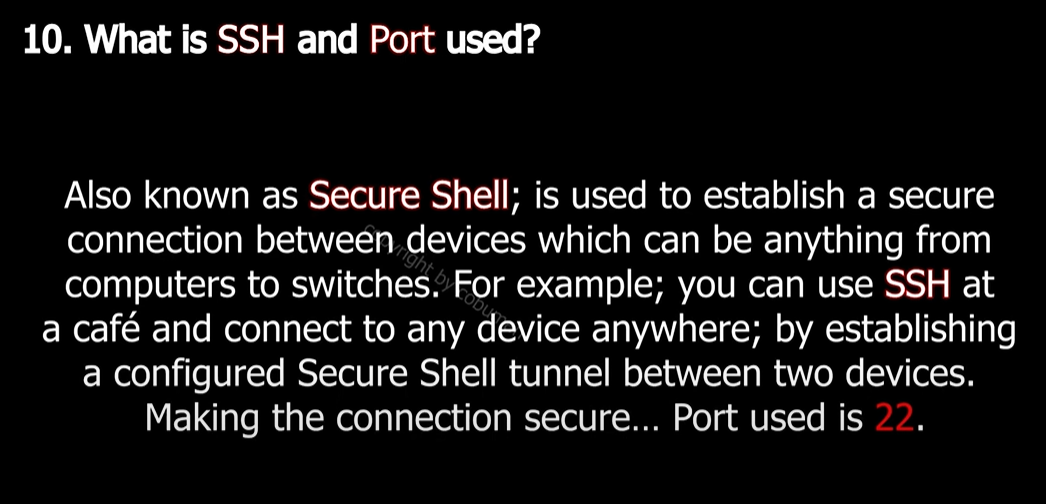 10. What is SSH and Port used?
Also known as Secure Shell; is used to establish a secure
connection between devices which can be anything from
computers to switches. For example; you can use SSH at
a café and connect to any device anywhere; by establishing
a configured Secure Shell tunnel between two devices.
Making the connection secure... Port used is 22.
copyright by